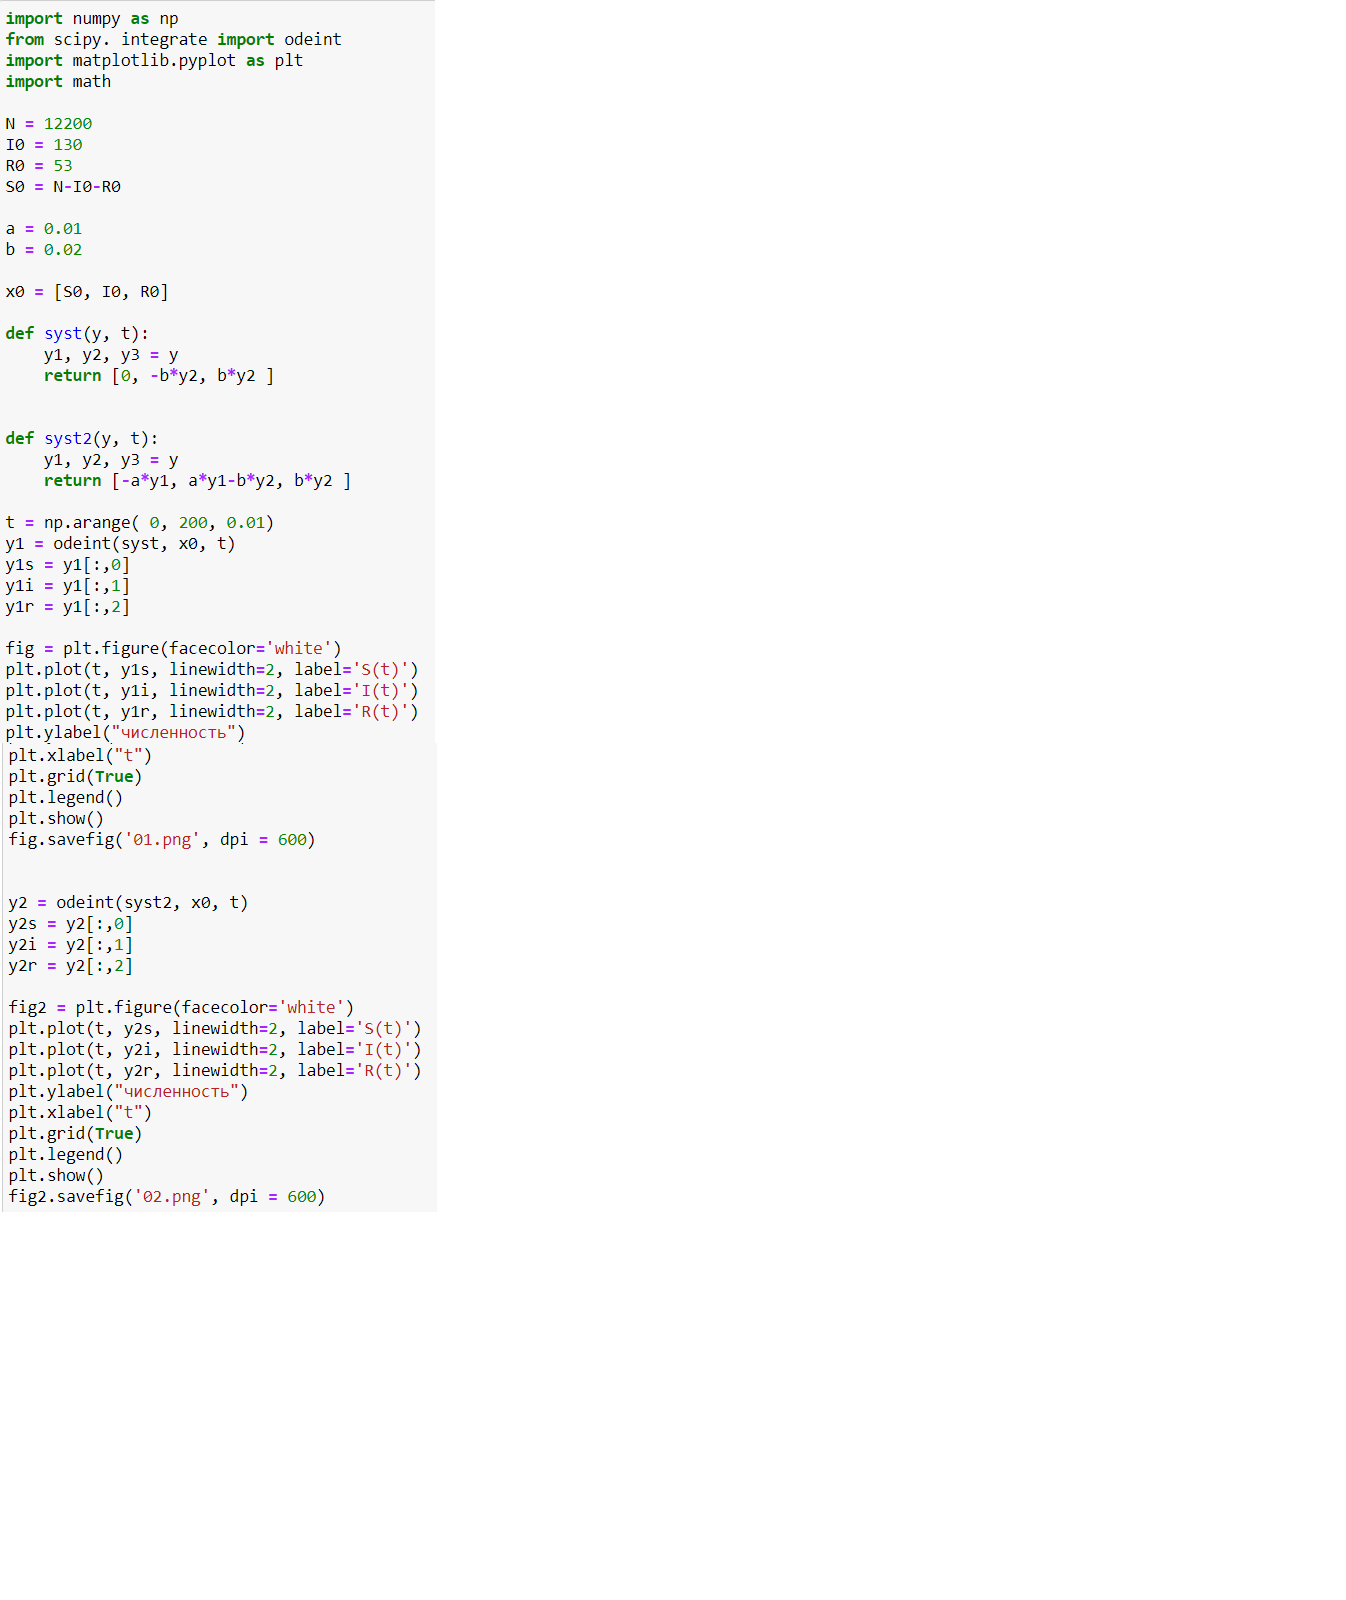 import numpy as np
from scipy. integrate import odeint
import matplotlib.pyplot as plt
import math
N = 12200
I0 = 130
R0 = 53
S0 = N-I0-R0
a = 0.01
b = 0.02
x0 = [S0, I0, R0]
def syst(y, t):
    y1, y2, y3 = y
    return [0, -b*y2, b*y2 ]
def syst2(y, t):
    y1, y2, y3 = y
    return [-a*y1, a*y1-b*y2, b*y2 ]
t = np.arange( 0, 200, 0.01)
y1 = odeint(syst, x0, t)
y1s = y1[:,0]
y1i = y1[:,1]
y1r = y1[:,2]
fig = plt.figure(facecolor='white')
plt.plot(t, y1s, linewidth=2, label='S(t)')
plt.plot(t, y1i, linewidth=2, label='I(t)')
plt.plot(t, y1r, linewidth=2, label='R(t)')
plt.ylabel("численность")
plt.xlabel("t")
plt.grid(True)
plt.legend()
plt.show()
fig.savefig('01.png', dpi = 600)
y2 = odeint(syst2, x0, t)
y2s = y2[:,0]
y2i = y2[:,1]
y2r = y2[:,2]
fig2 = plt.figure(facecolor='white')
plt.plot(t, y2s, linewidth=2, label='S(t)')
plt.plot(t, y2i, linewidth=2, label='I(t)')
plt.plot(t, y2r, linewidth=2, label='R(t)')
plt.ylabel("численность")
plt.xlabel("t")
plt.grid(True)
plt.legend()
plt.show()
fig2.savefig('02.png', dpi = 600)